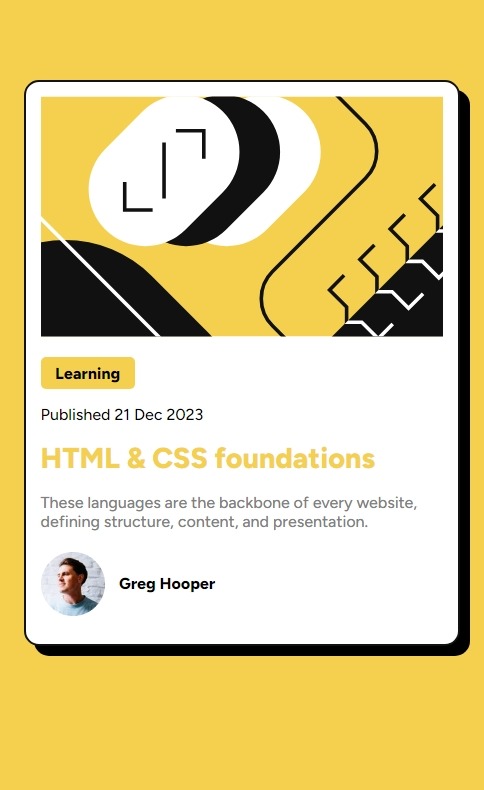 Learning
Published 21 Dec 2023
HTML & CSS foundations
These languages are the backbone of every website,
defining structure, content, and presentation.
Greg Hooper